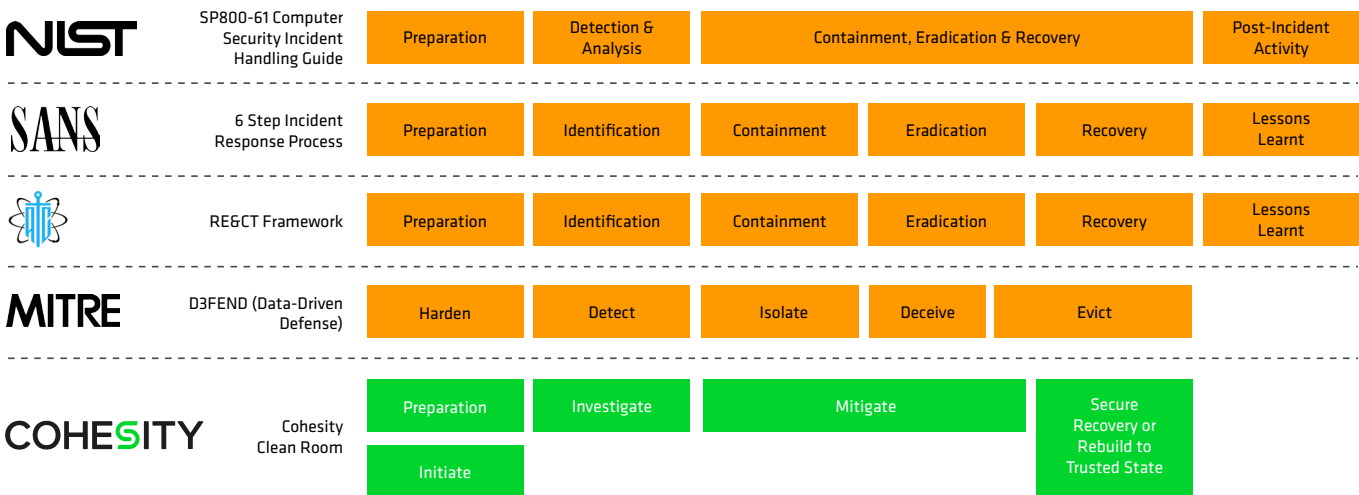 NIST
SP800-61 Computer
Security Incident
Handling Guide
Preparation
Detection &
Analysis
Containment, Eradication & Recovery
Post-Incident
Activity
SANS
6 Step Incident
Response Process
Preparation
Identification
Containment
Eradication
Recovery
Lessons
Learnt
RE&CT Framework
Preparation
Identification
Containment
Eradication
Recovery
Lessons
Learnt
MITRE
D3FEND (Data-Driven
Defense)
Harden
Detect
Isolate
Deceive
Evict
COHESITY
Cohesity
Clean Room
Preparation
Initiate
Investigate
Mitigate
Secure
Recovery or
Rebuild to
Trusted State